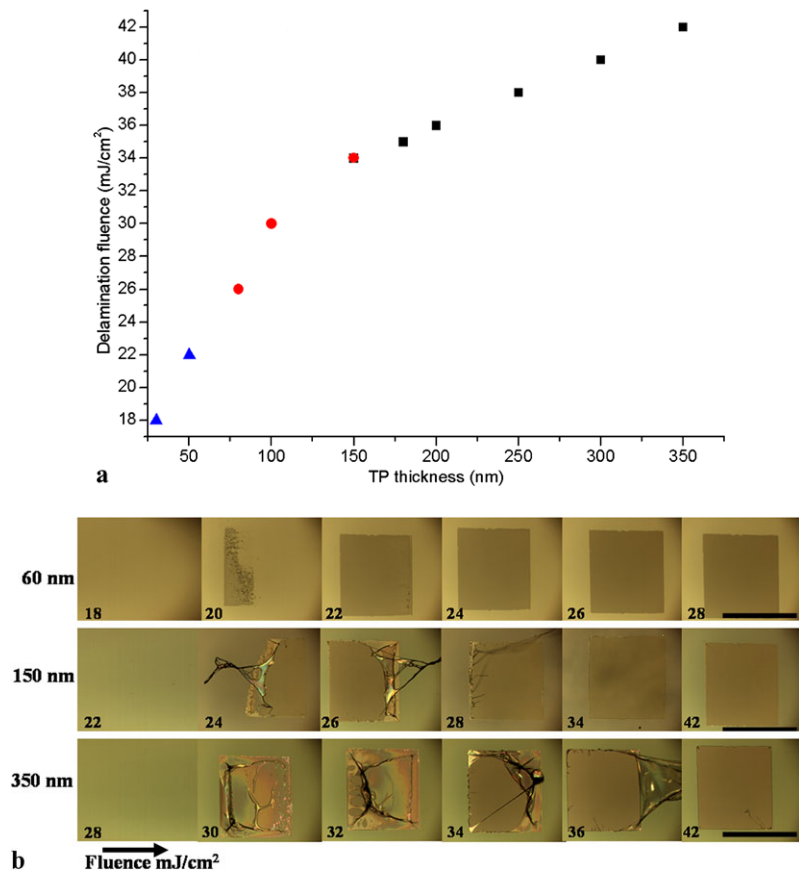 42
40
38
36
34
32
30
28
26
24
22
20
18
Delamination fluence (mJ/cm²)
50 100 150 200 250 300 350
TP thickness (nm)
a
60 nm
18 20 22 24 26 28
150 nm
22 24 26 28 34 42
350 nm
28 30 32 34 36 42
b
Fluence mJ/cm²